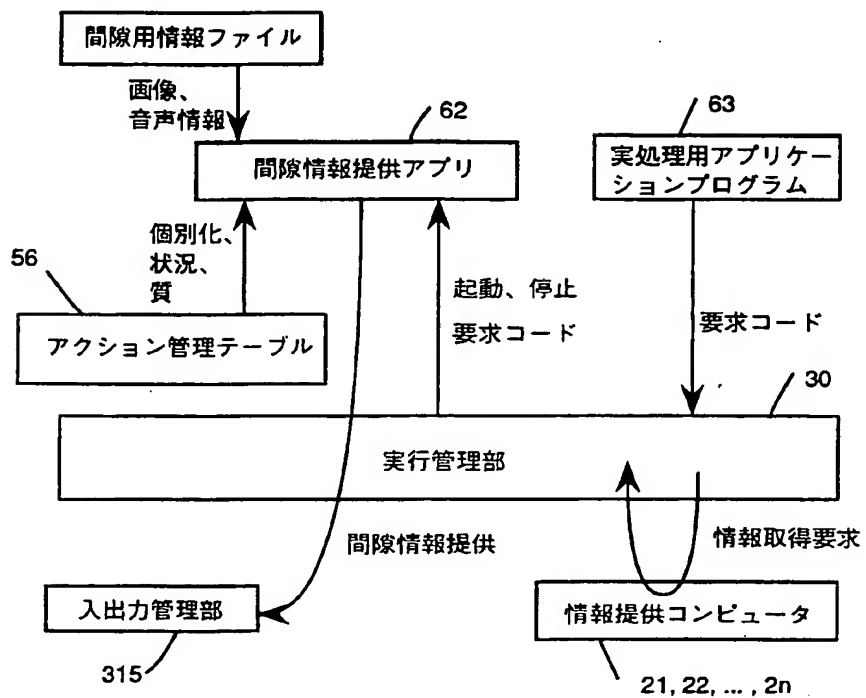 間隙用情報ファイル
画像、
音声情報
62
63
間隙情報提供アプリ
実処理用アプリケー
ションプログラム
個別化、
状況、
質
56
起動、停止
要求コード
要求コード
アクション管理テーブル
30
実行管理部
間隙情報提供
情報取得要求
入出力管理部
情報提供コンピュータ
315
21, 22, ... , 2n